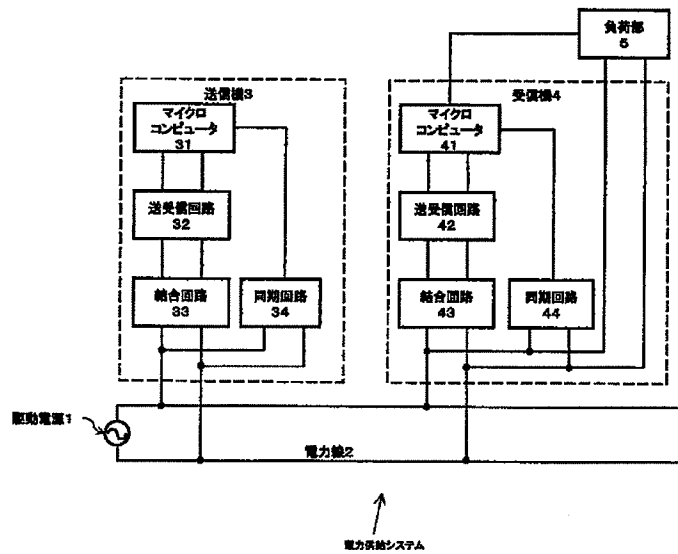 負荷部
5
送信機3
マイクロ
コンピュータ
31
送受信回路
32
結合回路
33
同期回路
34
受信機4
マイクロ
コンピュータ
41
送受信回路
42
結合回路
43
同期回路
44
駆動電源1
電力線2
電力供給システム